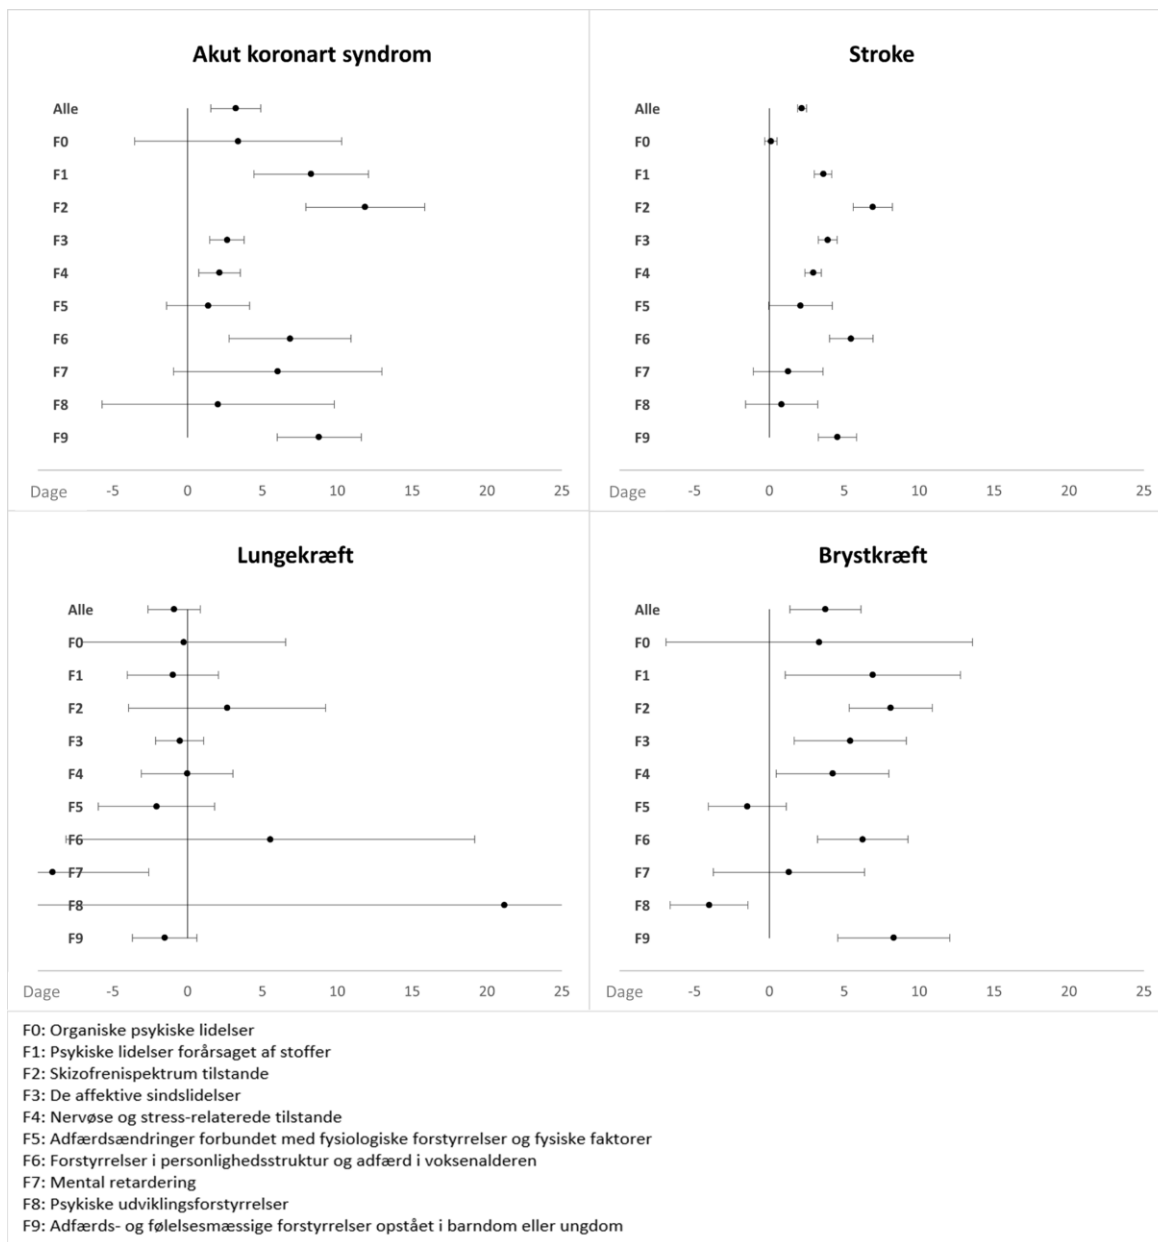 Akut koronart syndrom
Alle
F0
F1
F2
F3
F4
F5
F6
F7
F8
F9
Dage -5 0 5 10 15 20 25
Stroke
Alle
F0
F1
F2
F3
F4
F5
F6
F7
F8
F9
Dage -5 0 5 10 15 20 25
Lungekræft
Alle
F0
F1
F2
F3
F4
F5
F6
F7
F8
F9
Dage -5 0 5 10 15 20 25
Brystkræft
Alle
F0
F1
F2
F3
F4
F5
F6
F7
F8
F9
Dage -5 0 5 10 15 20 25
F0: Organiske psykiske lidelser
F1: Psykiske lidelser forårsaget af stoffer
F2: Skizofrenispektrum tilstande
F3: De affektive sindslidelser
F4: Nervøse og stress-relaterede tilstande
F5: Adfærdsændringer forbundet med fysiologiske forstyrrelser og fysiske faktorer
F6: Forstyrrelser i personlighedsstruktur og adfærd i voksenalderen
F7: Mental retardering
F8: Psykiske udviklingsforstyrrelser
F9: Adfærds- og følelsesmæssige forstyrrelser opstået i barndom eller ungdom